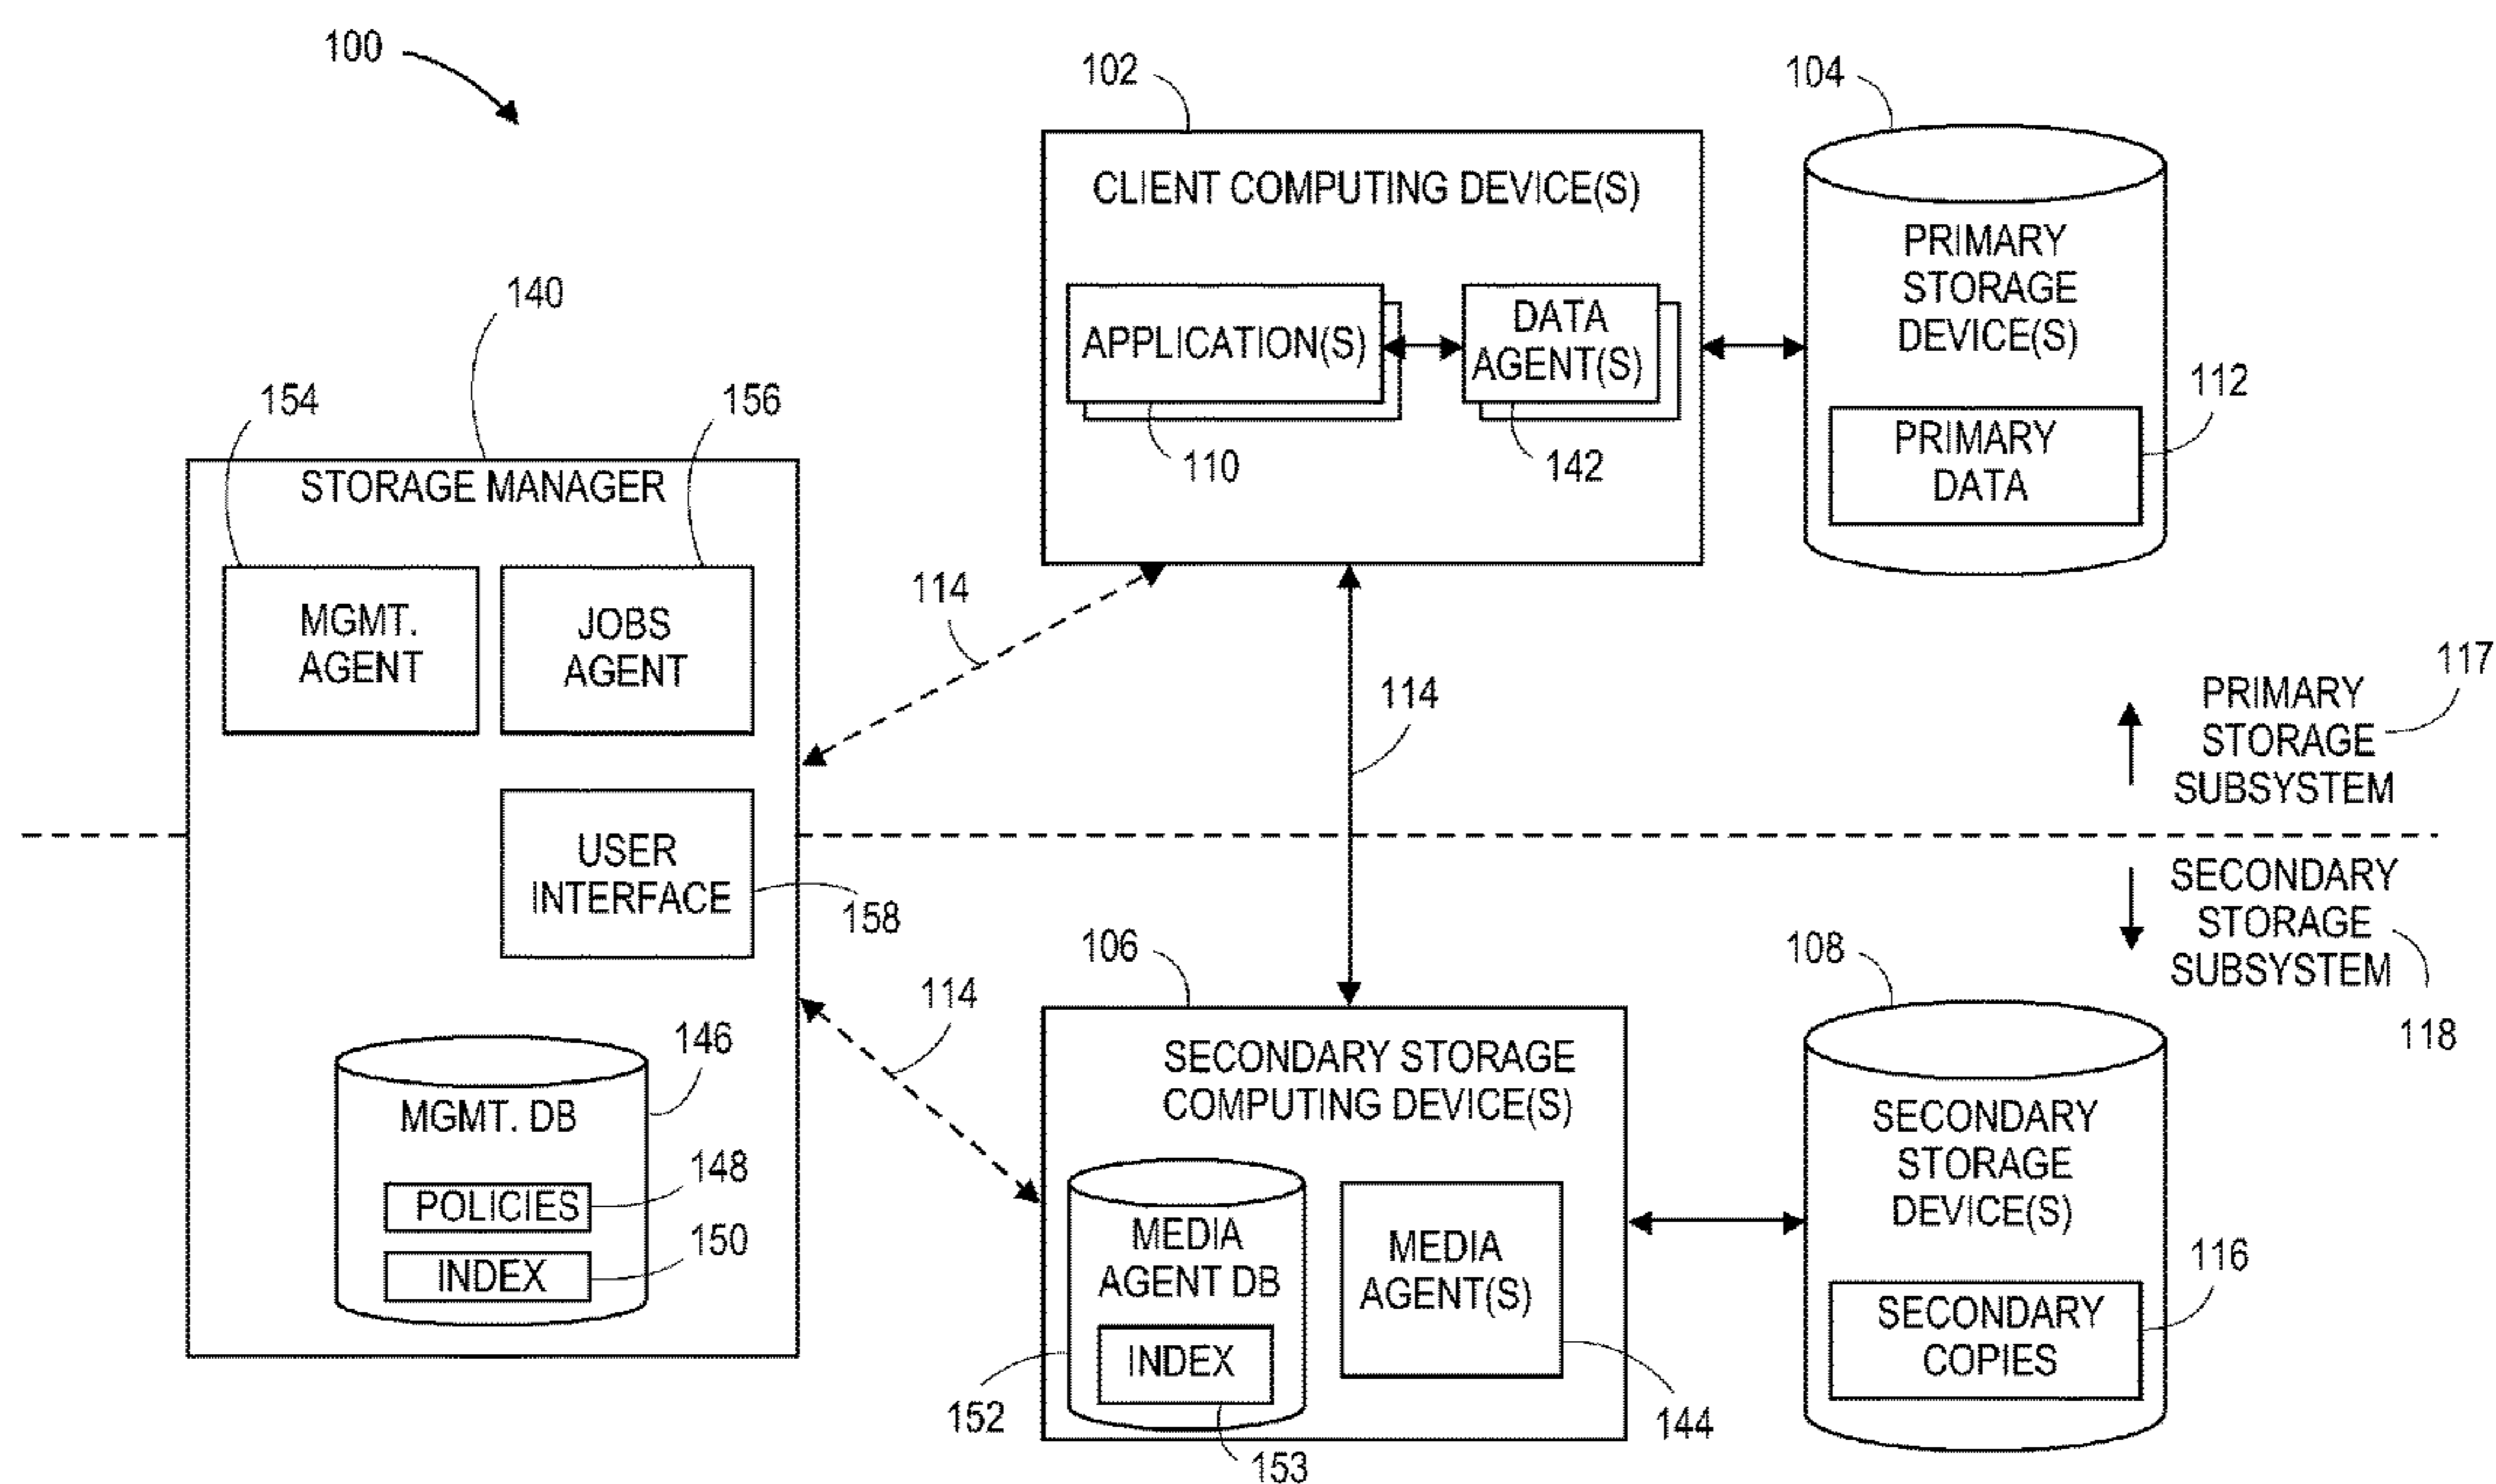 100
102
104
CLIENT COMPUTING DEVICE(S)
APPLICATION(S)
DATA
AGENT(S)
110
142
PRIMARY
STORAGE
DEVICE(S)
PRIMARY
DATA
112
140
154
156
STORAGE MANAGER
MGMT.
AGENT
JOBS
AGENT
USER
INTERFACE
158
114
114
114
PRIMARY
STORAGE
SUBSYSTEM
117
SECONDARY
STORAGE
SUBSYSTEM
118
146
MGMT. DB
148
POLICIES
150
INDEX
106
SECONDARY STORAGE
COMPUTING DEVICE(S)
MEDIA
AGENT DB
INDEX
MEDIA
AGENT(S)
152
153
144
108
SECONDARY
STORAGE
DEVICE(S)
116
SECONDARY
COPIES